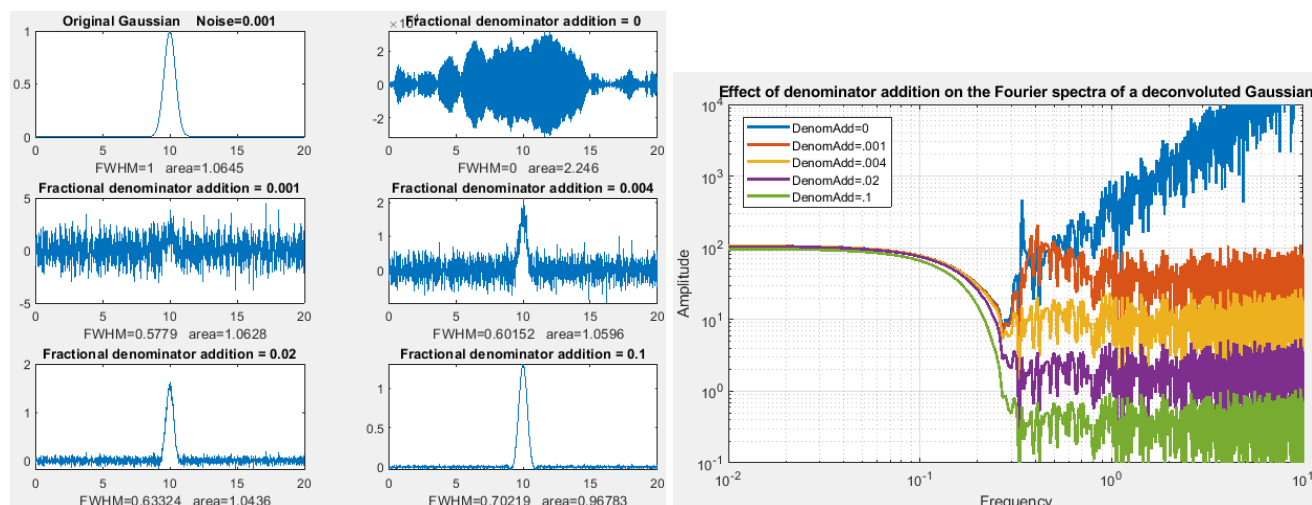 Original Gaussian Noise=0.001
1
0.5
0
0 5 10 15 20
FWHM=1 area=1.0645
Fractional denominator addition = 0
2
0
-2
0 5 10 15 20
FWHM=0 area=2.246
Fractional denominator addition = 0.001
5
0
-5
0 5 10 15 20
FWHM=0.5779 area=1.0628
Fractional denominator addition = 0.004
2
1
0
0 5 10 15 20
FWHM=0.60152 area=1.0596
Fractional denominator addition = 0.02
2
1
0
0 5 10 15 20
FWHM=0.63324 area=1.0436
Fractional denominator addition = 0.1
1
0.5
0
0 5 10 15 20
FWHM=0.70219 area=0.96783
Effect of denominator addition on the Fourier spectra of a deconvoluted Gaussian
DenomAdd=0
DenomAdd=.001
DenomAdd=.004
DenomAdd=.02
DenomAdd=.1
Amplitude
10^4
10^3
10^2
10^1
10^0
10^-1
10^-2 10^-1 10^0 10^1
Frequency